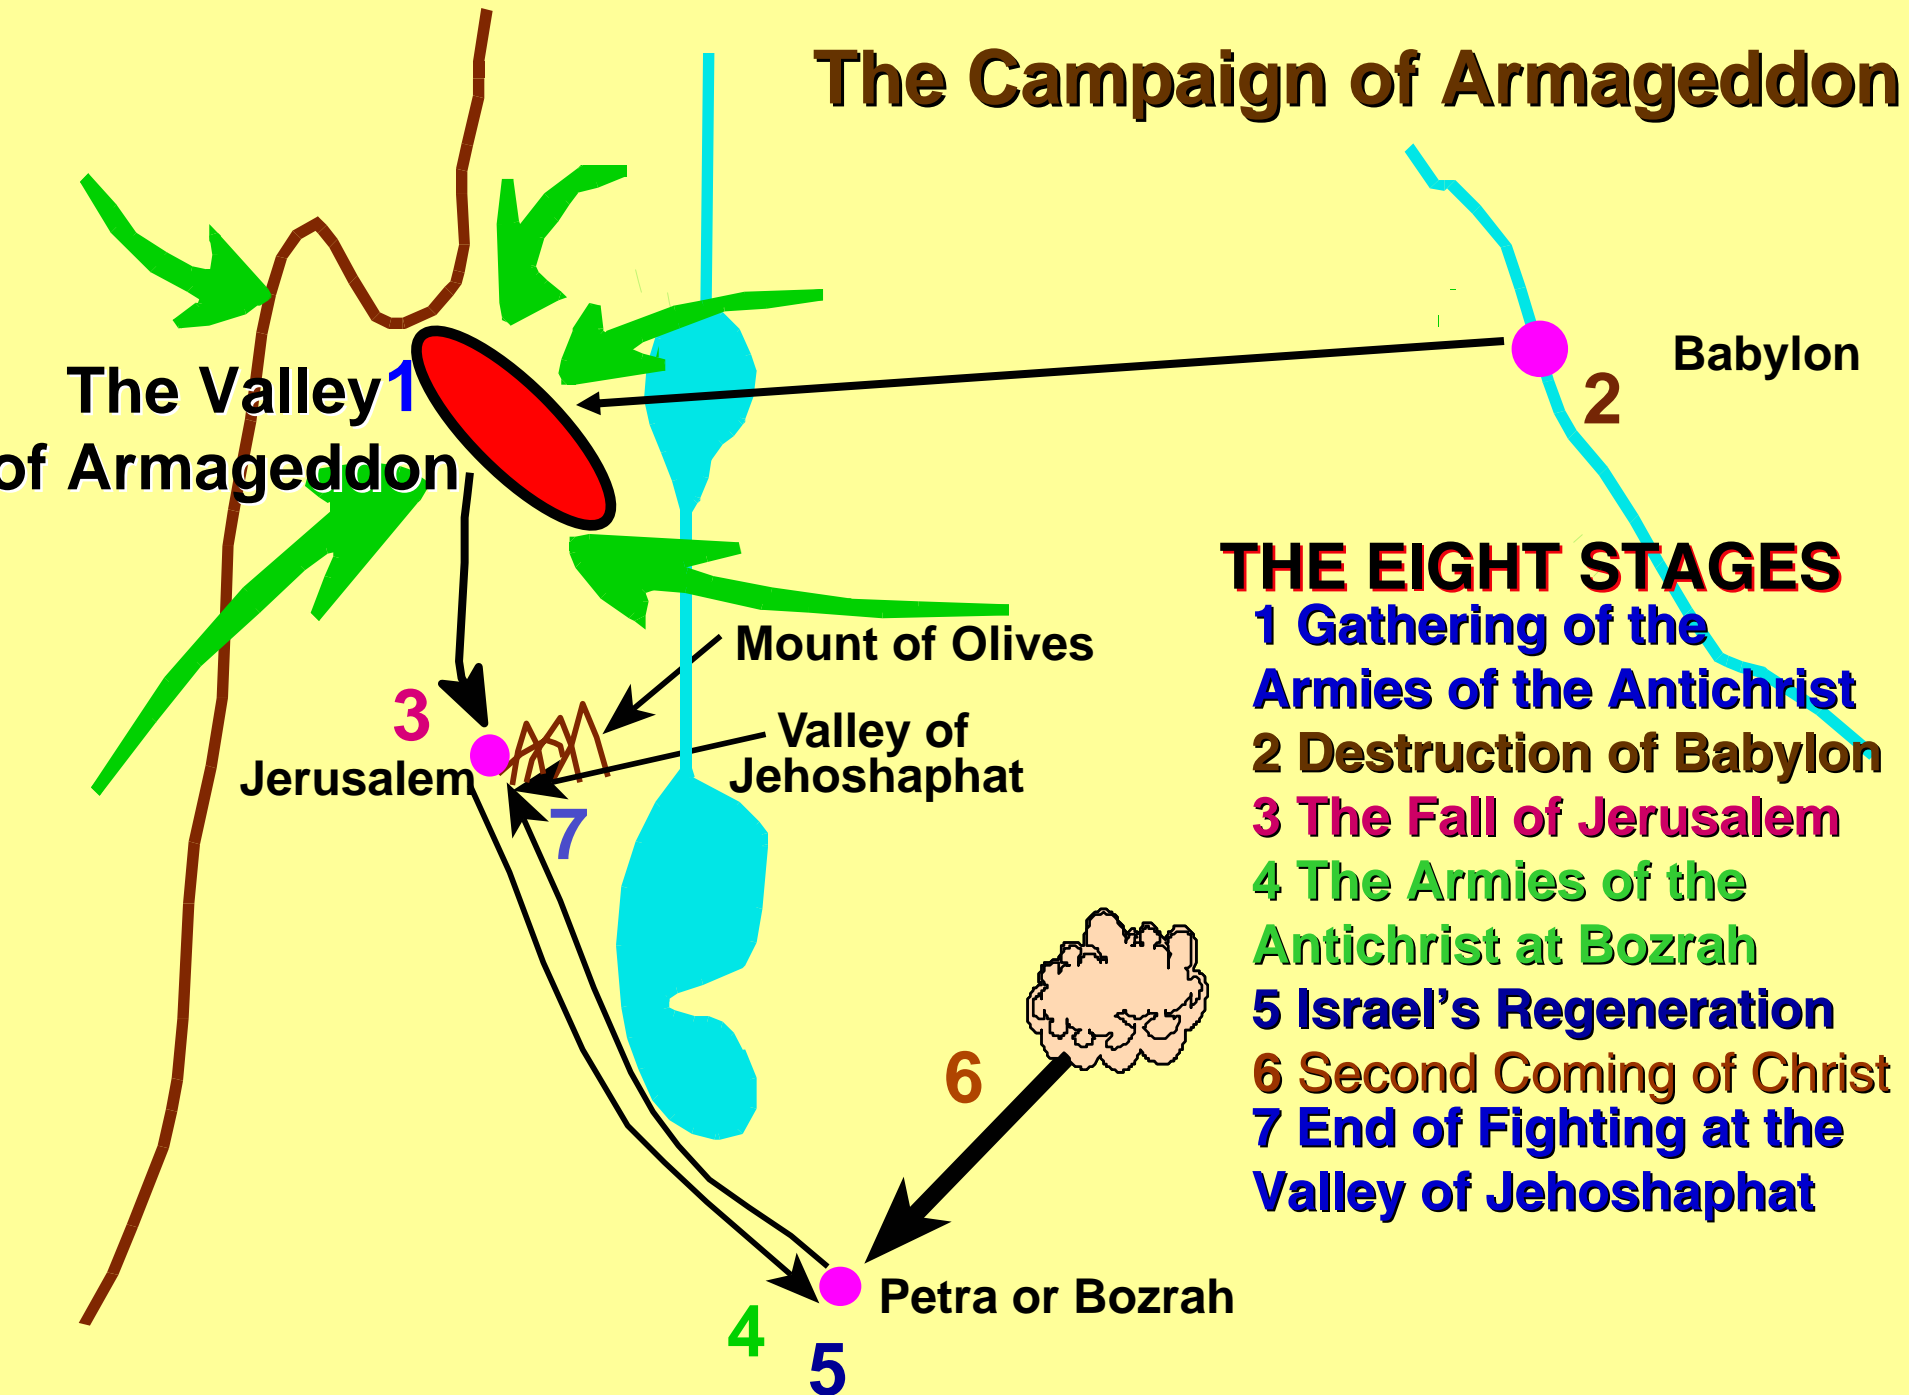 The Campaign of Armageddon
Babylon
2
The Valley 1
of Armageddon
THE EIGHT STAGES
1 Gathering of the
Armies of the Antichrist
2 Destruction of Babylon
3 The Fall of Jerusalem
4 The Armies of the
Antichrist at Bozrah
5 Israel’s Regeneration
6 Second Coming of Christ
7 End of Fighting at the
Valley of Jehoshaphat
Mount of Olives
3
Valley of
Jehoshaphat
Jerusalem
7
6
Petra or Bozrah
4
5